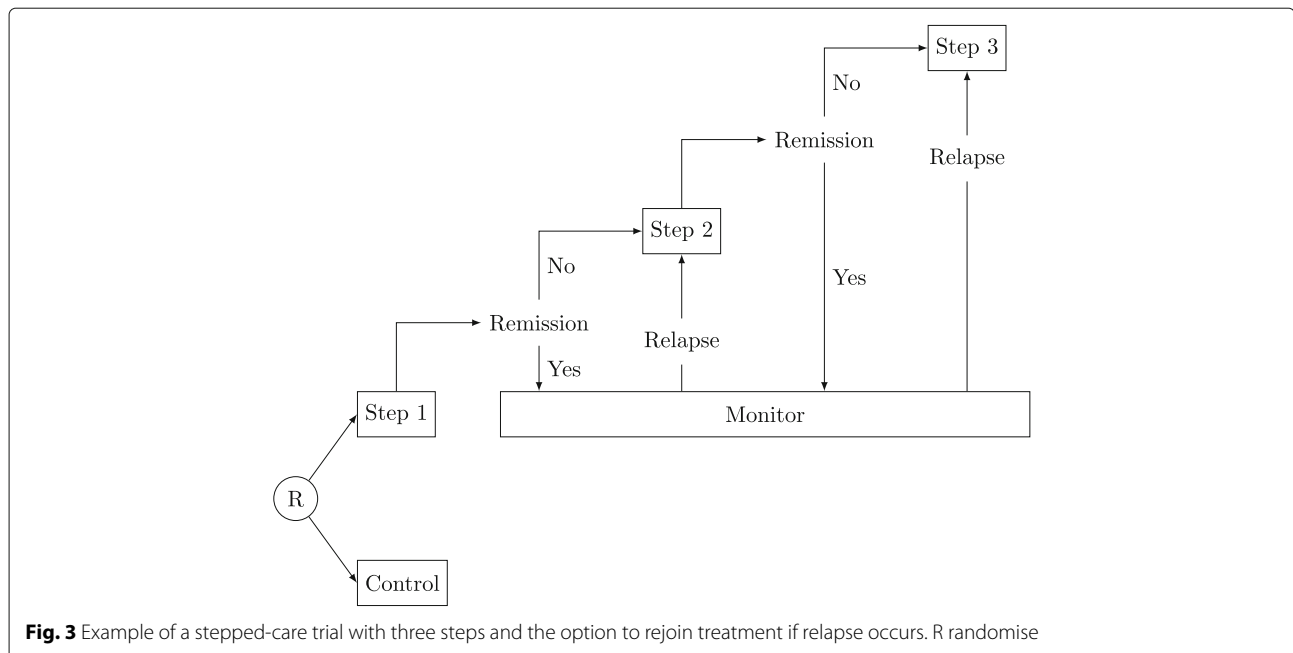 Step 3
No
Remission
Relapse
Step 2
No
Yes
Remission
Relapse
Yes
Step 1
Monitor
R
Control
Fig. 3 Example of a stepped-care trial with three steps and the option to rejoin treatment if relapse occurs. R randomise